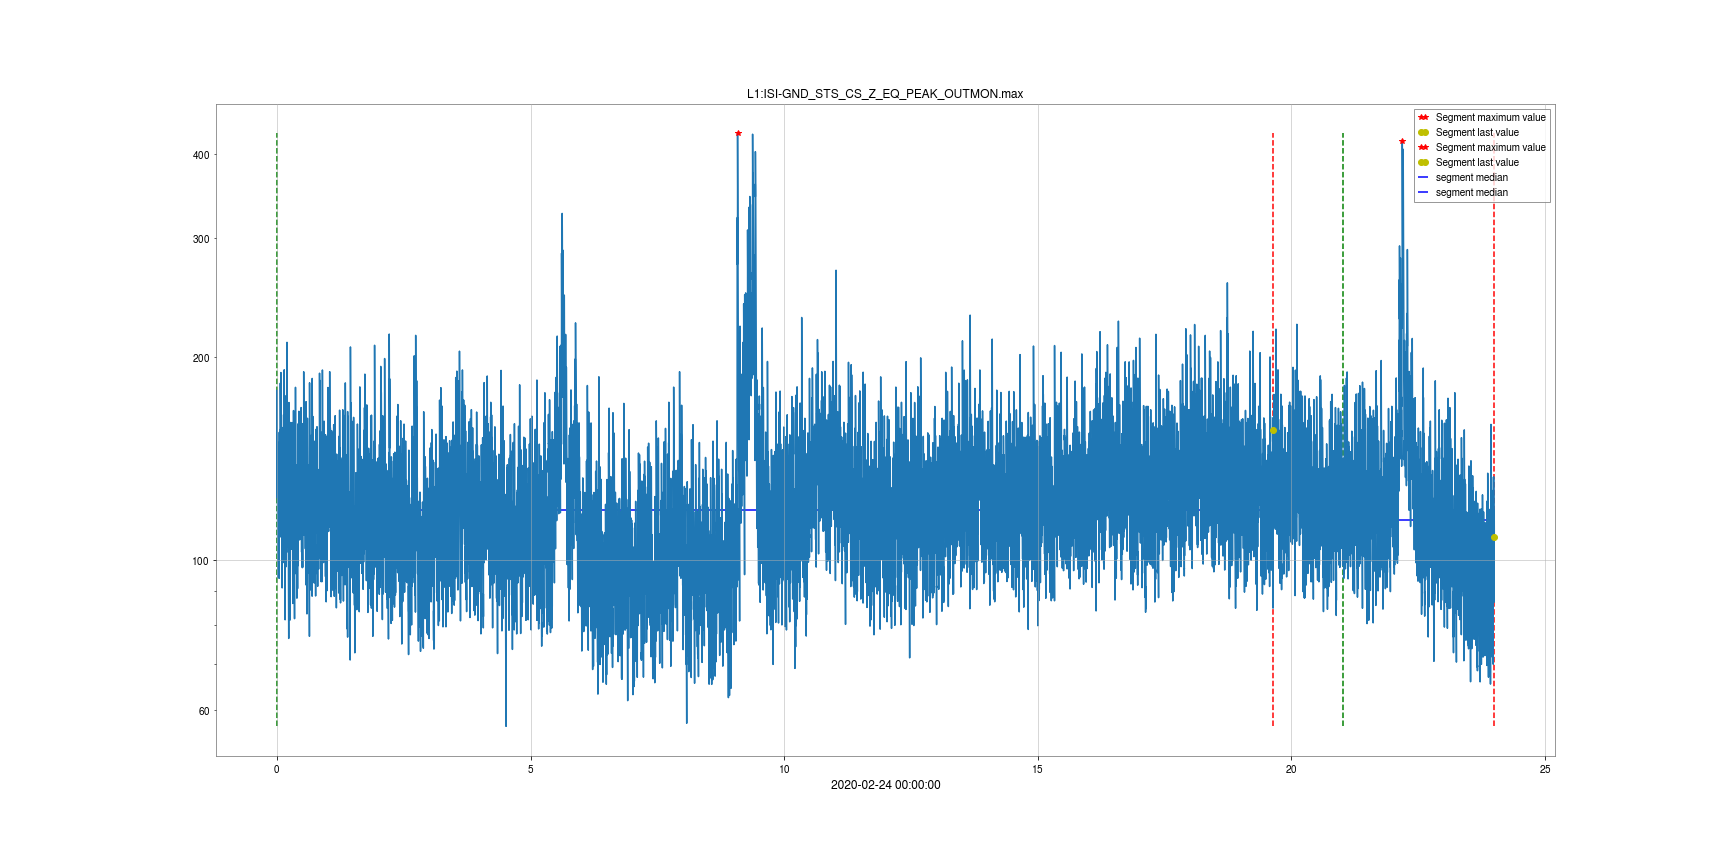 L1:ISI-GND_STS_CS_Z_EQ_PEAK_OUTMON.max
Segment maximum value
Segment last value
Segment maximum value
Segment last value
segment median
segment median
400
300
200
100
60
0 5 10 15 20 25
2020-02-24 00:00:00